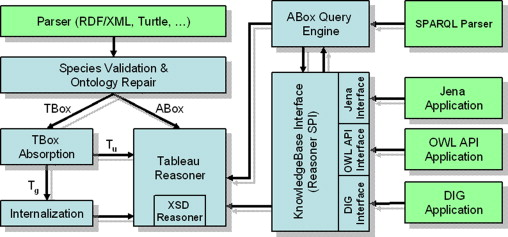 Parser (RDF/XML, Turtle, …)
Species Validation &
Ontology Repair
TBox
ABox
TBox
Absorption
Tu
Tg
Internalization
Tableau
Reasoner
XSD
Reasoner
ABox Query
Engine
KnowledgeBase Interface
(Reasoner SPI)
Jena Interface
OWL API Interface
DIG Interface
SPARQL Parser
Jena
Application
OWL API
Application
DIG
Application